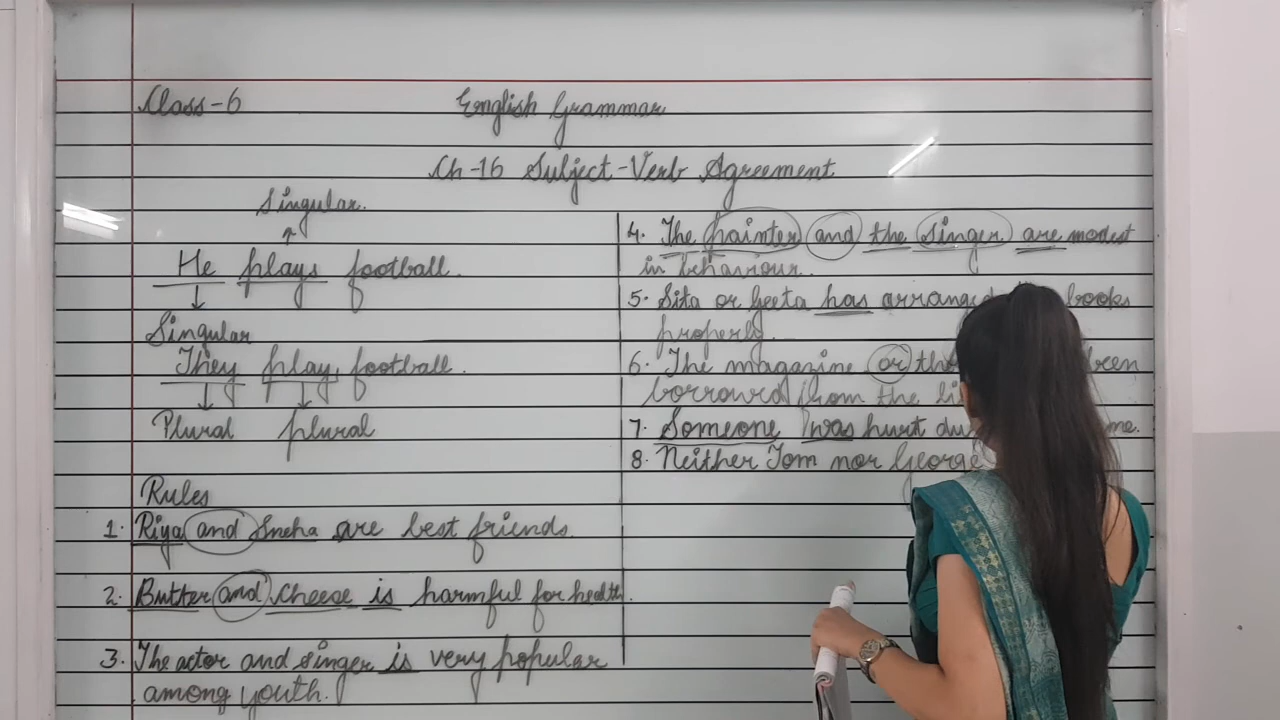 Class-6
English Grammar
Ch-16 Subject-Verb Agreement
Singular.
He plays football.
Singular
They play football.
Plural plural
Rules
1. Riya and Sneha are best friends.
2. Butter and cheese is harmful for health.
3. The actor and singer is very popular
among youth.
4. The painter and the singer are modest
in behaviour.
5. Sita or Geeta has arranged books
properly.
6. The magazine or the been
borrowed from the
7. Someone was hurt
8. Neither Tom nor George